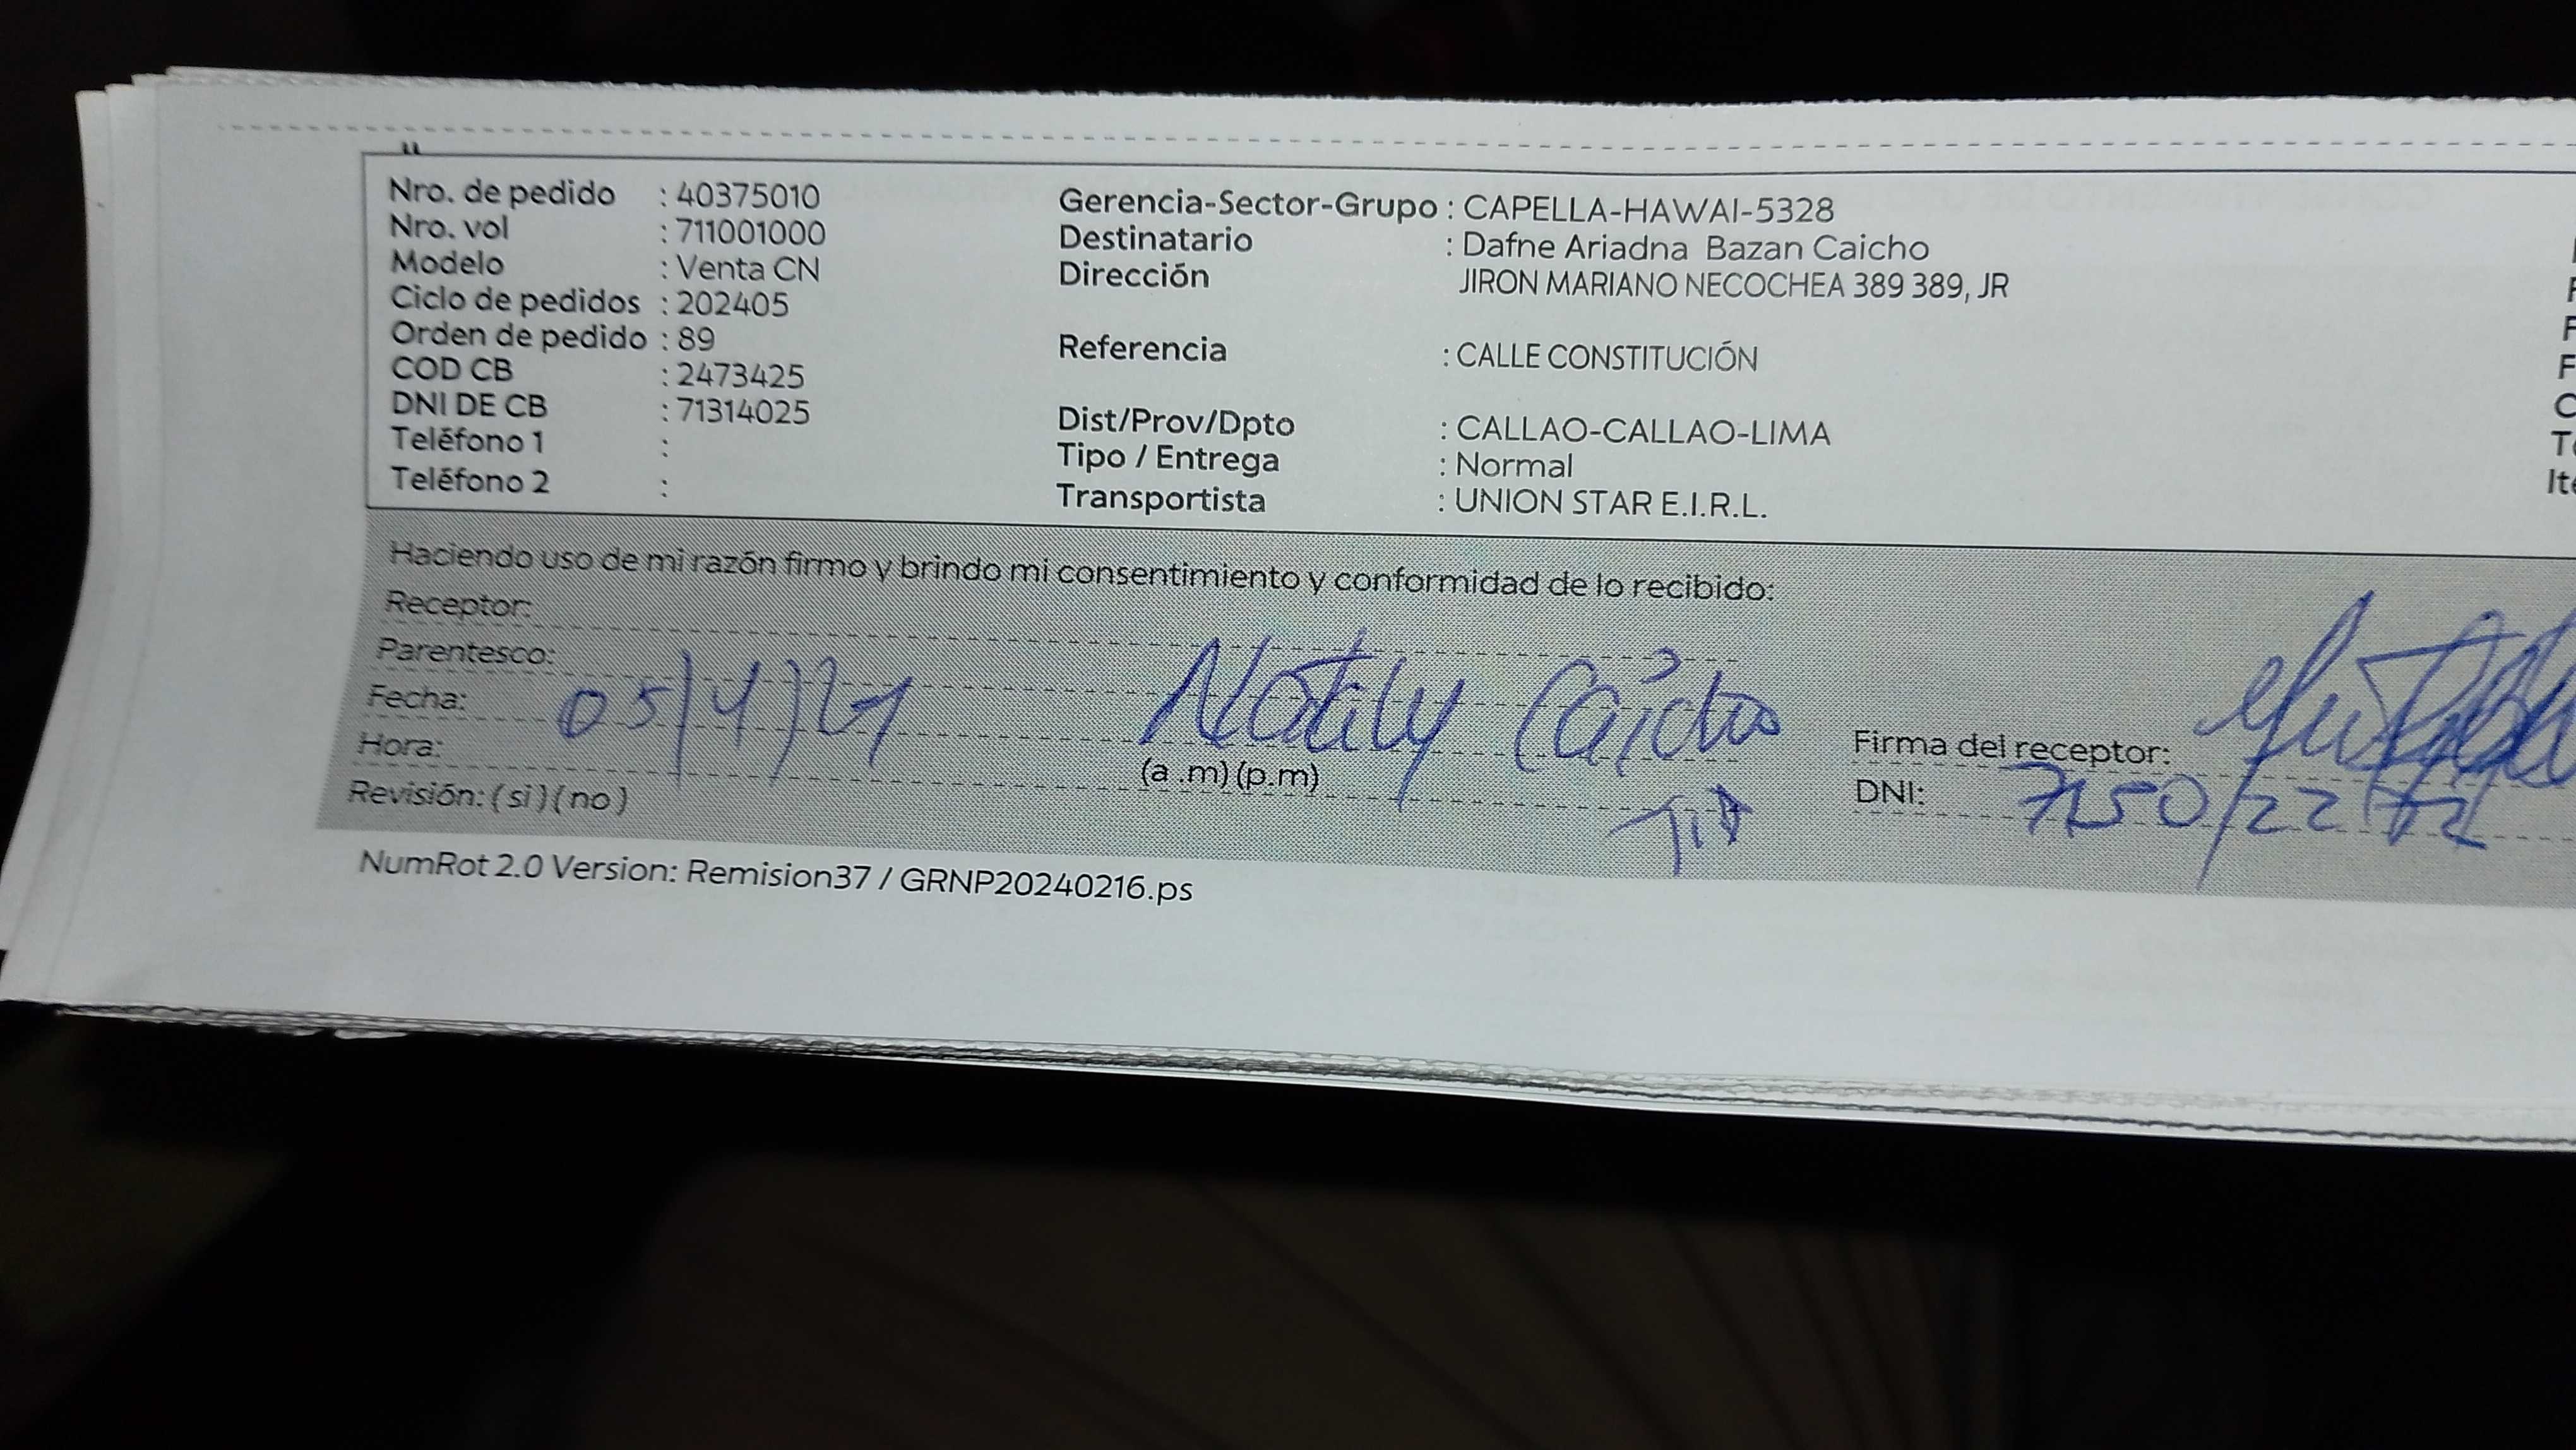 Nro. de pedido : 40375010
Nro. vol : 711001000
Modelo : Venta CN
Ciclo de pedidos : 202405
Orden de pedido : 89
COD CB : 2473425
DNI DE CB : 71314025
Teléfono 1 :
Teléfono 2 :
Gerencia-Sector-Grupo : CAPELLA-HAWAI-5328
Destinatario : Dafne Ariadna Bazan Caicho
Dirección JIRON MARIANO NECOCHEA 389 389, JR
Referencia : CALLE CONSTITUCIÓN
Dist/Prov/Dpto : CALLAO-CALLAO-LIMA
Tipo / Entrega : Normal
Transportista : UNION STAR E.I.R.L.
Haciendo uso de mi razón firmo y brindo mi consentimiento y conformidad de lo recibido:
Receptor:
Parentesco:
Fecha: 05/4/24
Hora: (a .m) (p.m)
Revisión: ( si ) ( no )
Firma del receptor:
DNI:
NumRot 2.0 Version: Remision37 / GRNP20240216.ps